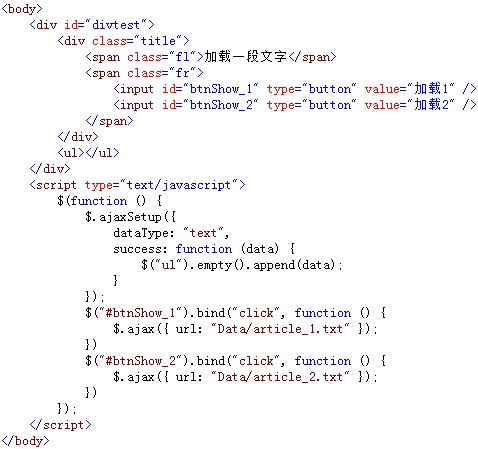 <body>
    <div id="divtest">
        <div class="title">
            <span class="fl">加载一段文字</span>
            <span class="fr">
                <input id="btnShow_1" type="button" value="加载1" />
                <input id="btnShow_2" type="button" value="加载2" />
            </span>
        </div>
        <ul></ul>
    </div>
    <script type="text/javascript">
        $(function () {
            $.ajaxSetup({
                dataType: "text",
                success: function (data) {
                    $("ul").empty().append(data);
                }
            });
            $("#btnShow_1").bind("click", function () {
                $.ajax({ url: "Data/article_1.txt" });
            })
            $("#btnShow_2").bind("click", function () {
                $.ajax({ url: "Data/article_2.txt" });
            })
        });
    </script>
</body>